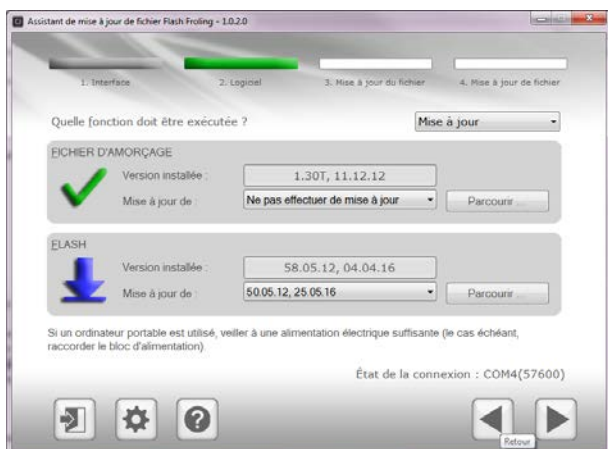 Assistant de mise à jour de fichier Flash Froling - 1.0.2.0
1. Interface 2. Logiciel 3. Mise à jour du fichier 4. Mise à jour de fichier
Quelle fonction doit être exécutée ? Mise à jour
FICHIER D'AMORÇAGE
Version installée : 1.30T, 11.12.12
Mise à jour de : Ne pas effectuer de mise à jour Parcourir ...
FLASH
Version installée : 58.05.12, 04.04.16
Mise à jour de : 50.05.12, 25.05.16 Parcourir ...
Si un ordinateur portable est utilisé, veiller à une alimentation électrique suffisante (le cas échéant,
raccorder le bloc d'alimentation).
État de la connexion : COM4(57600)
Retour